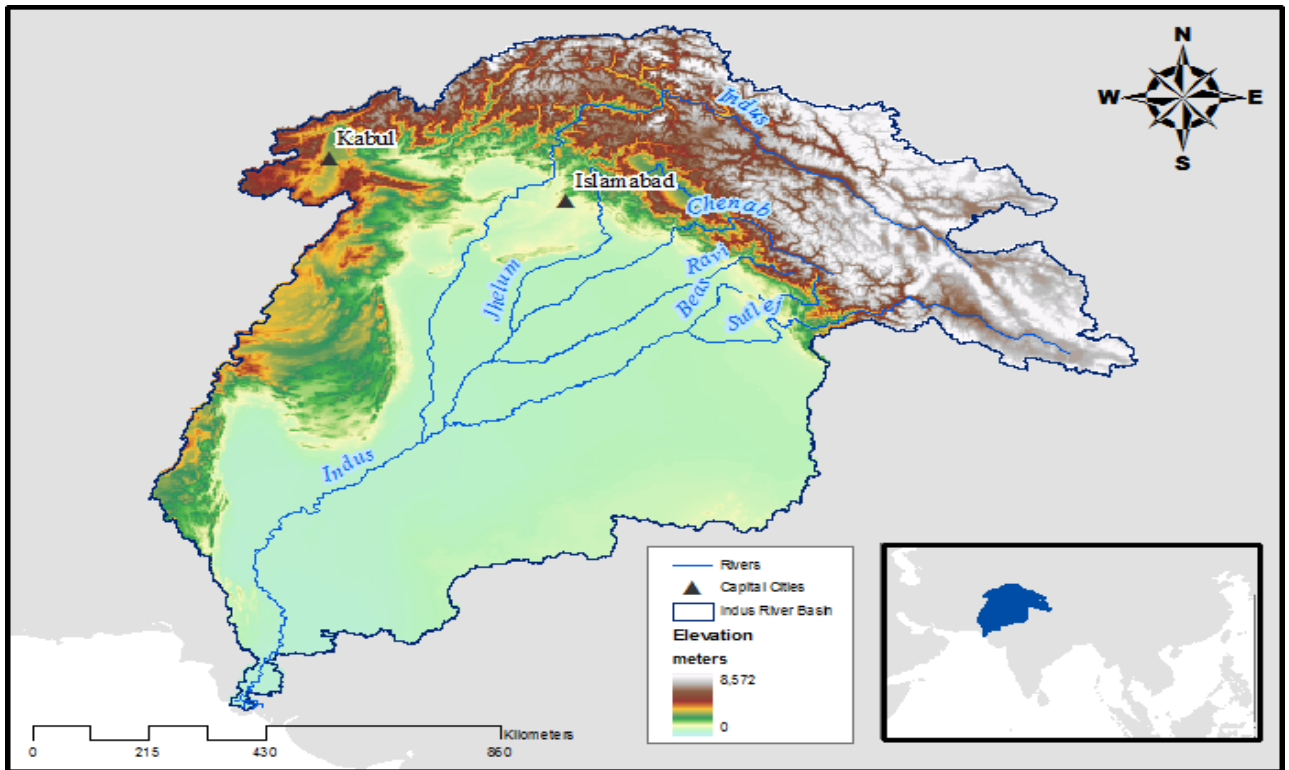 N
W E
S
Indus
Kabul
Islamabad
Chenab
Ravi
Jhelum
Beas
Sutlej
Indus
Rivers
Capital Cities
Indus River Basin
Elevation
meters
8,572
0
Kilometers
0 215 430 860